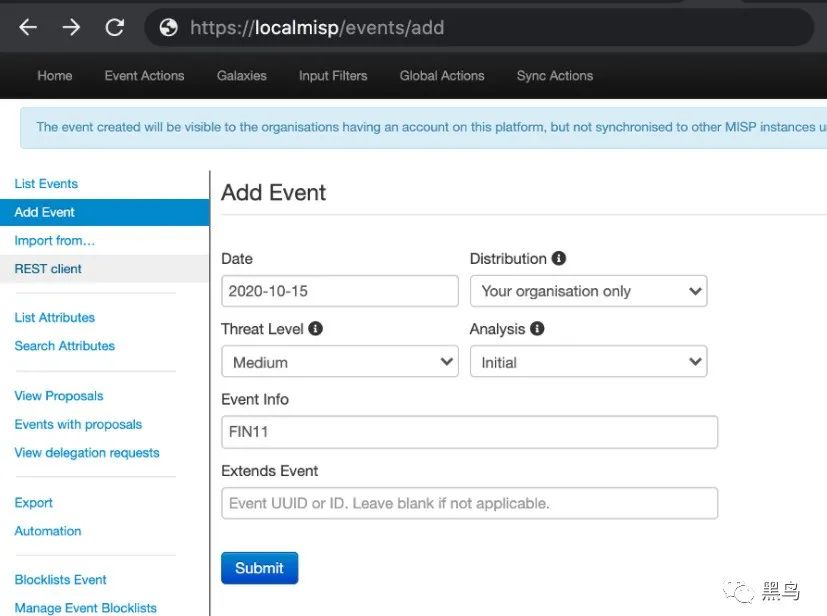 https://localmisp/events/add
Home Event Actions Galaxies Input Filters Global Actions Sync Actions
The event created will be visible to the organisations having an account on this platform, but not synchronised to other MISP instances
List Events
Add Event
Import from...
REST client
List Attributes
Search Attributes
View Proposals
Events with proposals
View delegation requests
Export
Automation
Blocklists Event
Manage Event Blocklists
Add Event
Date Distribution
2020-10-15 Your organisation only
Threat Level Analysis
Medium Initial
Event Info
FIN11
Extends Event
Event UUID or ID. Leave blank if not applicable.
Submit
黑鸟